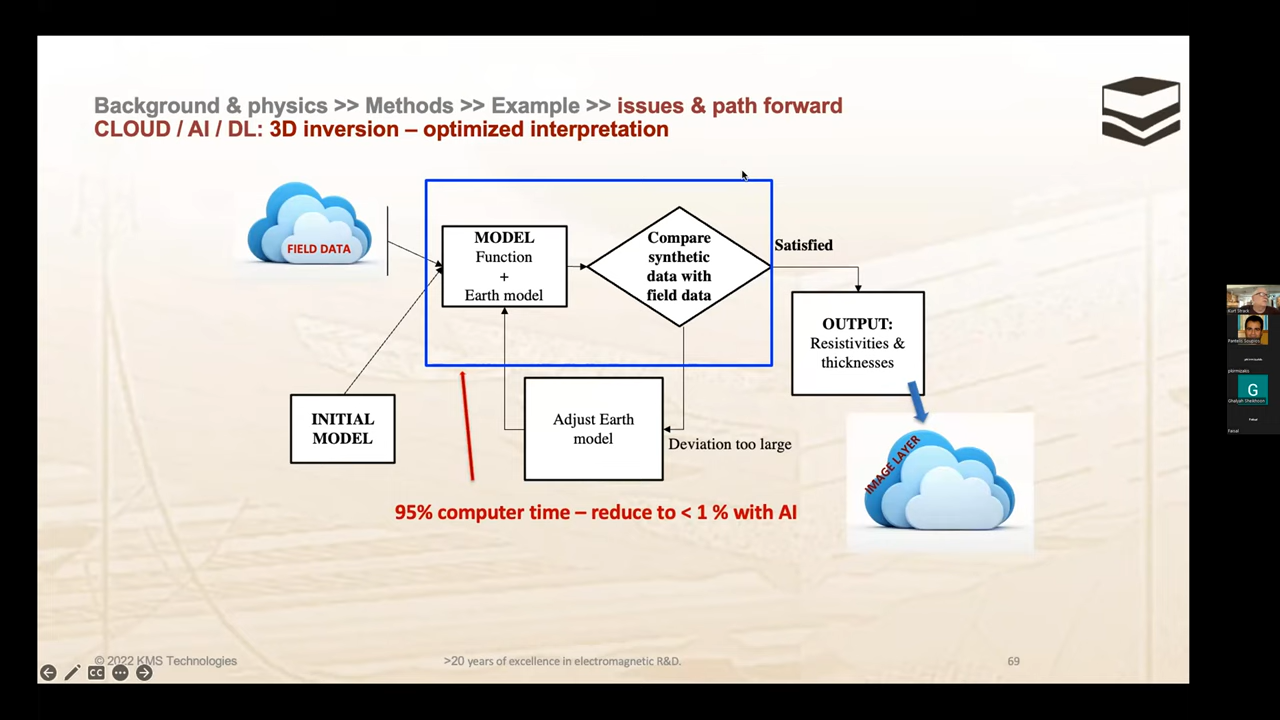 Background & physics >> Methods >> Example >> issues & path forward
CLOUD / AI / DL: 3D inversion – optimized interpretation
FIELD DATA
MODEL
Function
+
Earth model
Compare
synthetic
data with
field data
Satisfied
OUTPUT:
Resistivities &
thicknesses
INITIAL
MODEL
Adjust Earth
model
Deviation too large
IMAGE LAYER
95% computer time – reduce to < 1 % with AI
© 2022 KMS Technologies
>20 years of excellence in electromagnetic R&D.
69
CC
Kurt Strack
G